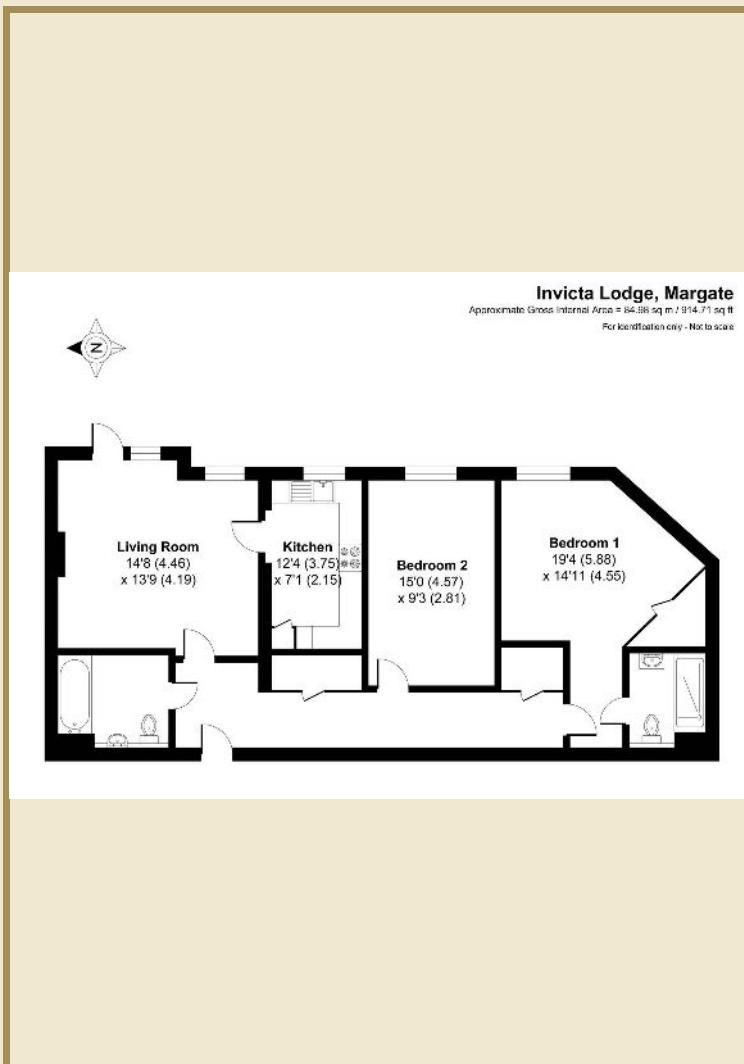 Invicta Lodge, Margate
Approximate Gross Internal Area = 84.98 sq m / 914.71 sq ft
For identification only - Not to scale
N
Living Room
14'8 (4.46)
x 13'9 (4.19)
Kitchen
12'4 (3.75)
x 7'1 (2.15)
Bedroom 2
15'0 (4.57)
x 9'3 (2.81)
Bedroom 1
19'4 (5.88)
x 14'11 (4.55)